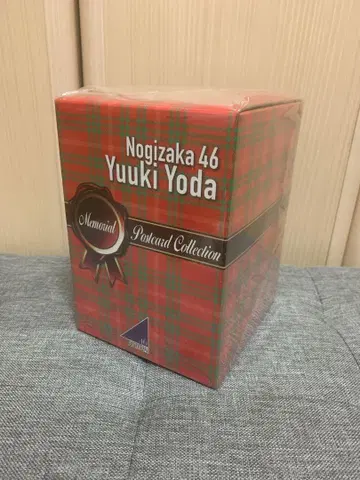 Nogizaka 46
Yuuki Yoda
Memorial
Postcard Collection